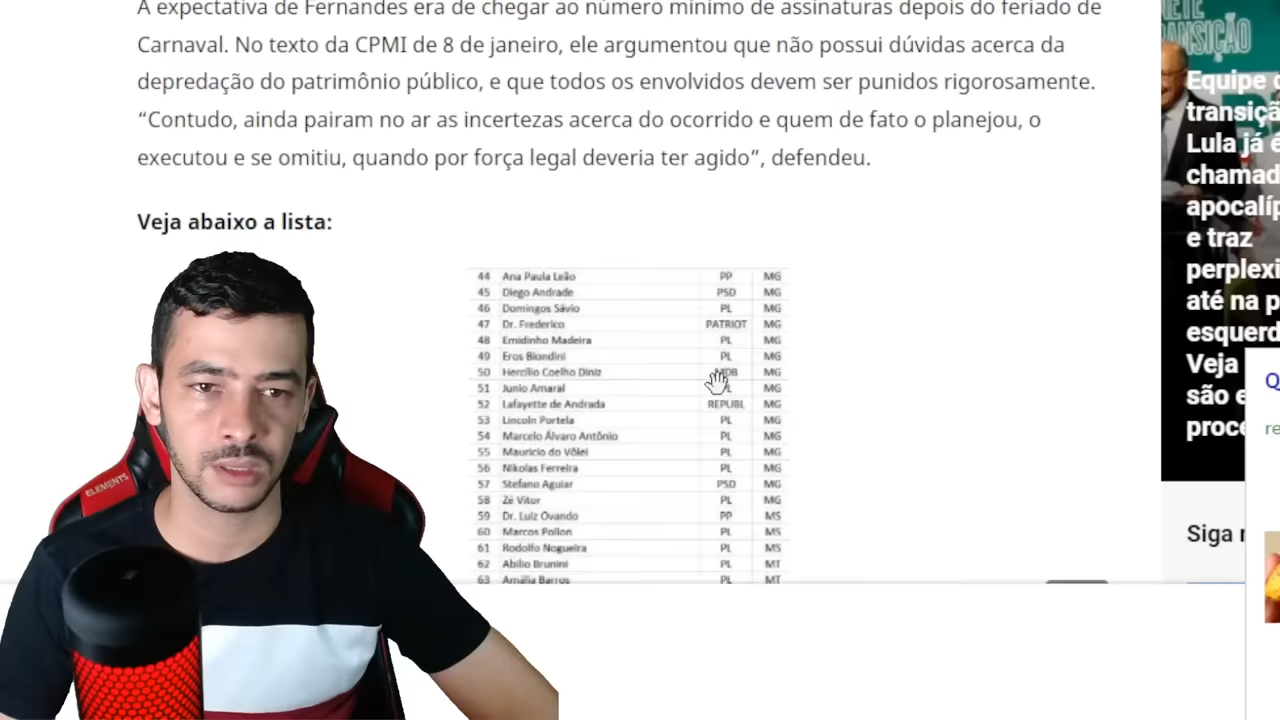 A expectativa de Fernandes era de chegar ao número mínimo de assinaturas depois do feriado de
Carnaval. No texto da CPMI de 8 de janeiro, ele argumentou que não possui dúvidas acerca da
depredação do patrimônio público, e que todos os envolvidos devem ser punidos rigorosamente.
“Contudo, ainda pairam no ar as incertezas acerca do ocorrido e quem de fato o planejou, o
executou e se omitiu, quando por força legal deveria ter agido”, defendeu.
Veja abaixo a lista:
44 Ana Paula Leão PP MG
45 Diego Andrade PSD MG
46 Domingos Sávio PL MG
47 Dr. Frederico PATRIOT MG
48 Emidinho Madeira PL MG
49 Eros Biondini PL MG
50 Hercílio Coelho Diniz MDB MG
51 Junio Amaral PL MG
52 Lafayette de Andrada REPUBL MG
53 Lincoln Portela PL MG
54 Marcelo Álvaro Antônio PL MG
55 Mauricio do Vôlei PL MG
56 Nikolas Ferreira PL MG
57 Stefano Aguiar PSD MG
58 Zé Vitor PL MG
59 Dr. Luiz Ovando PP MS
60 Marcos Pollon PL MS
61 Rodolfo Nogueira PL MS
62 Abilio Brunini PL MT
63 Amália Barros PL MT
TRANSIÇÃO
Equipe
transiçã
Lula já é
chamad
apocalíp
e traz
perplexi
até na p
esquerd
Veja
são e
proce
Siga
Q
re
ELEMENTS